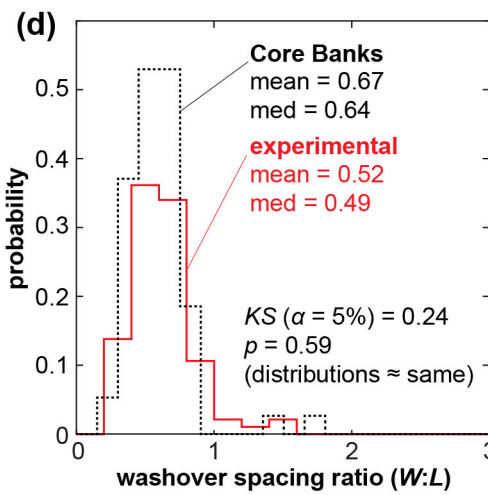 (d)
Core Banks
mean = 0.67
med = 0.64
experimental
mean = 0.52
med = 0.49
KS (α = 5%) = 0.24
p = 0.59
(distributions ≈ same)
probability
0.5
0.4
0.3
0.2
0.1
0
0 1 2 3
washover spacing ratio (W:L)